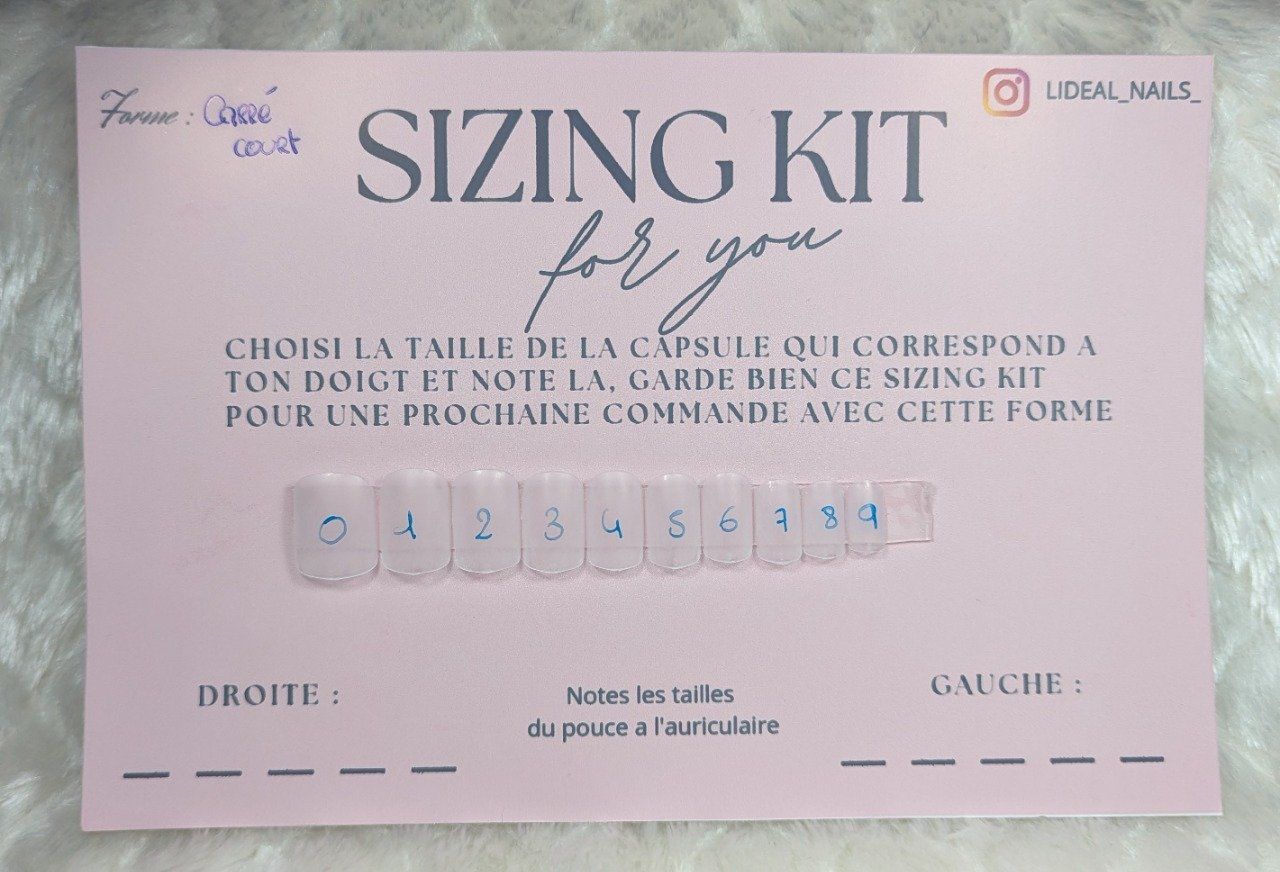 Forme : Carré
court
LIDEAL_NAILS_
SIZING KIT
for you
CHOISI LA TAILLE DE LA CAPSULE QUI CORRESPOND A
TON DOIGT ET NOTE LA, GARDE BIEN CE SIZING KIT
POUR UNE PROCHAINE COMMANDE AVEC CETTE FORME
0 1 2 3 4 5 6 7 8 9
DROITE :
Notes les tailles
du pouce a l'auriculaire
GAUCHE :